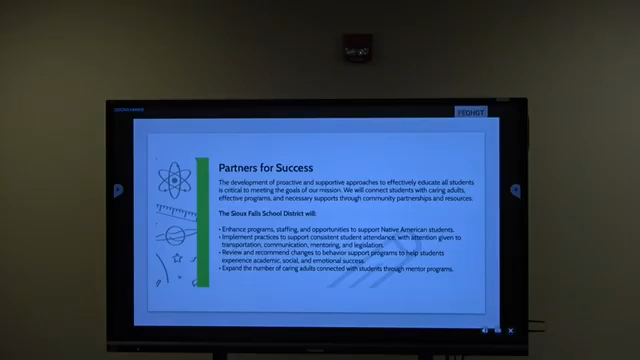 Partners for Success
The development of proactive and supportive approaches to effectively educate all students
is critical to meeting the goals of our mission. We will connect students with caring adults,
effective programs, and necessary supports through community partnerships and resources.
The Sioux Falls School District will:
• Enhance programs, staffing, and opportunities to support Native American students.
• Implement practices to support consistent student attendance, with attention given to
transportation, communication, mentoring, and legislation.
• Review and recommend changes to behavior support programs to help students
experience academic, social, and emotional success.
• Expand the number of caring adults connected with students through mentor programs.